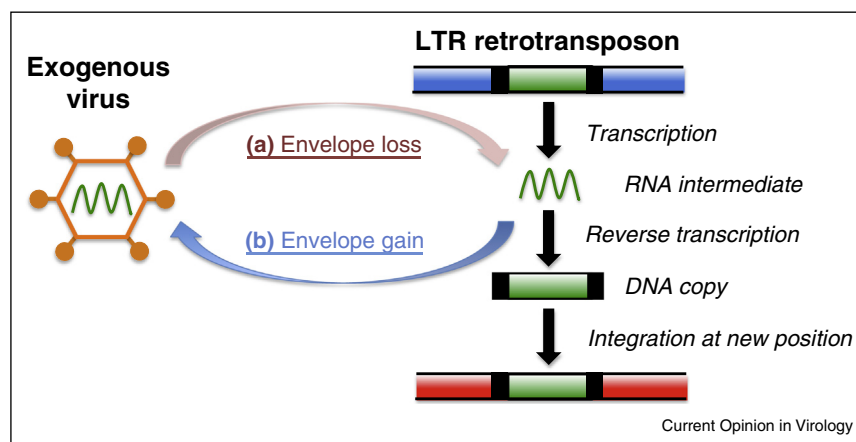 LTR retrotransposon
Exogenous
virus
(a) Envelope loss
(b) Envelope gain
Transcription
RNA intermediate
Reverse transcription
DNA copy
Integration at new position
Current Opinion in Virology